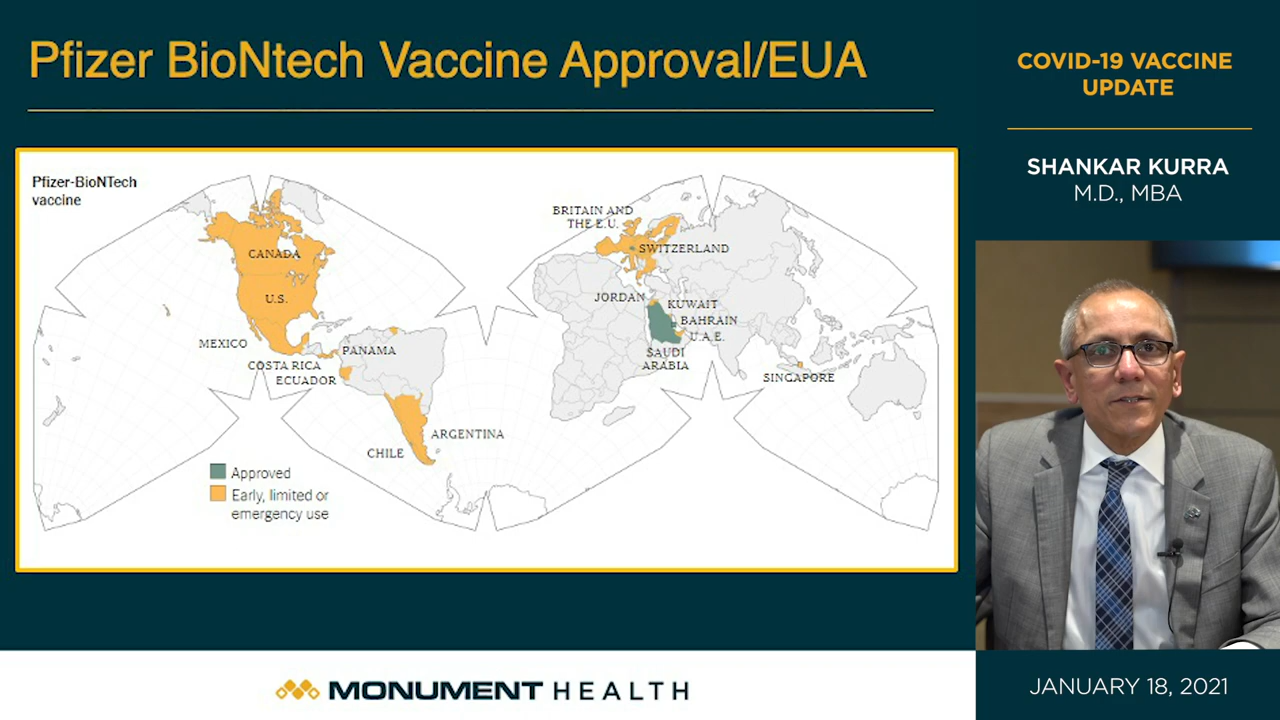 Pfizer BioNtech Vaccine Approval/EUA
COVID-19 VACCINE
UPDATE
SHANKAR KURRA
M.D., MBA
Pfizer-BioNTech
vaccine
BRITAIN AND
THE E.U.
SWITZERLAND
CANADA
U.S.
JORDAN
KUWAIT
BAHRAIN
U.A.E.
MEXICO
PANAMA
SAUDI
ARABIA
COSTA RICA
ECUADOR
SINGAPORE
ARGENTINA
CHILE
Approved
Early, limited or
emergency use
MONUMENT HEALTH
JANUARY 18, 2021